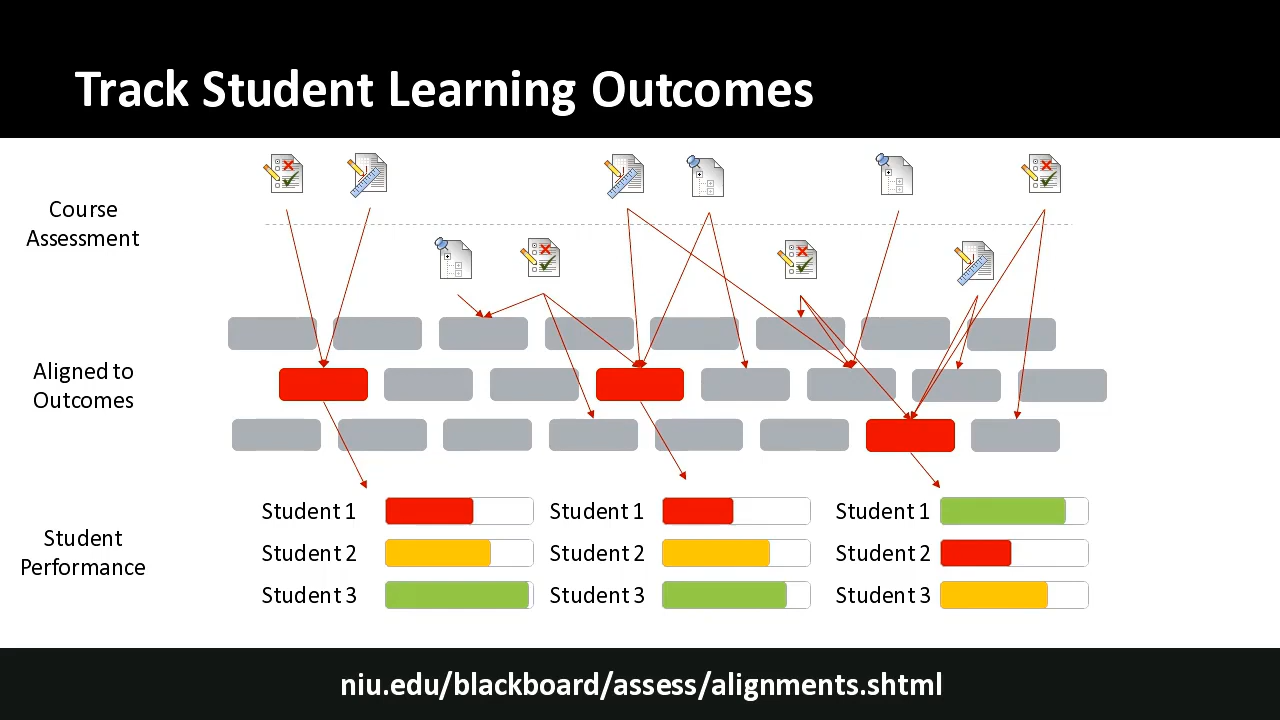 Track Student Learning Outcomes
Course
Assessment
Aligned to
Outcomes
Student
Performance
Student 1
Student 2
Student 3
Student 1
Student 2
Student 3
Student 1
Student 2
Student 3
niu.edu/blackboard/assess/alignments.shtml